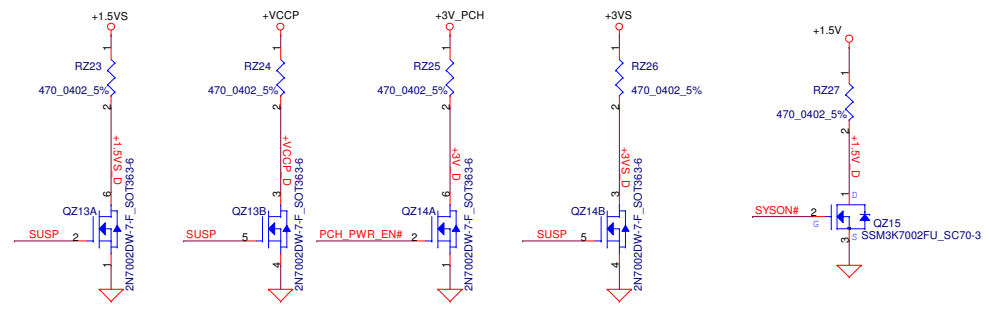 +1.5VS
1
RZ23
470_0402_5%
2
+1.5VS_D
6
QZ13A
SUSP
2
1
2N7002DW-7-F_SOT363-6
+VCCP
1
RZ24
470_0402_5%
2
+VCCP_D
3
QZ13B
SUSP
5
4
2N7002DW-7-F_SOT363-6
+3V_PCH
1
RZ25
470_0402_5%
2
+3V_D
6
QZ14A
PCH_PWR_EN#
2
1
2N7002DW-7-F_SOT363-6
+3VS
1
RZ26
470_0402_5%
2
+3VS_D
3
QZ14B
SUSP
5
4
2N7002DW-7-F_SOT363-6
+1.5V
1
RZ27
470_0402_5%
2
+1.5V_D
1
D
SYSON#
2
G
QZ15
3
S
SSM3K7002FU_SC70-3